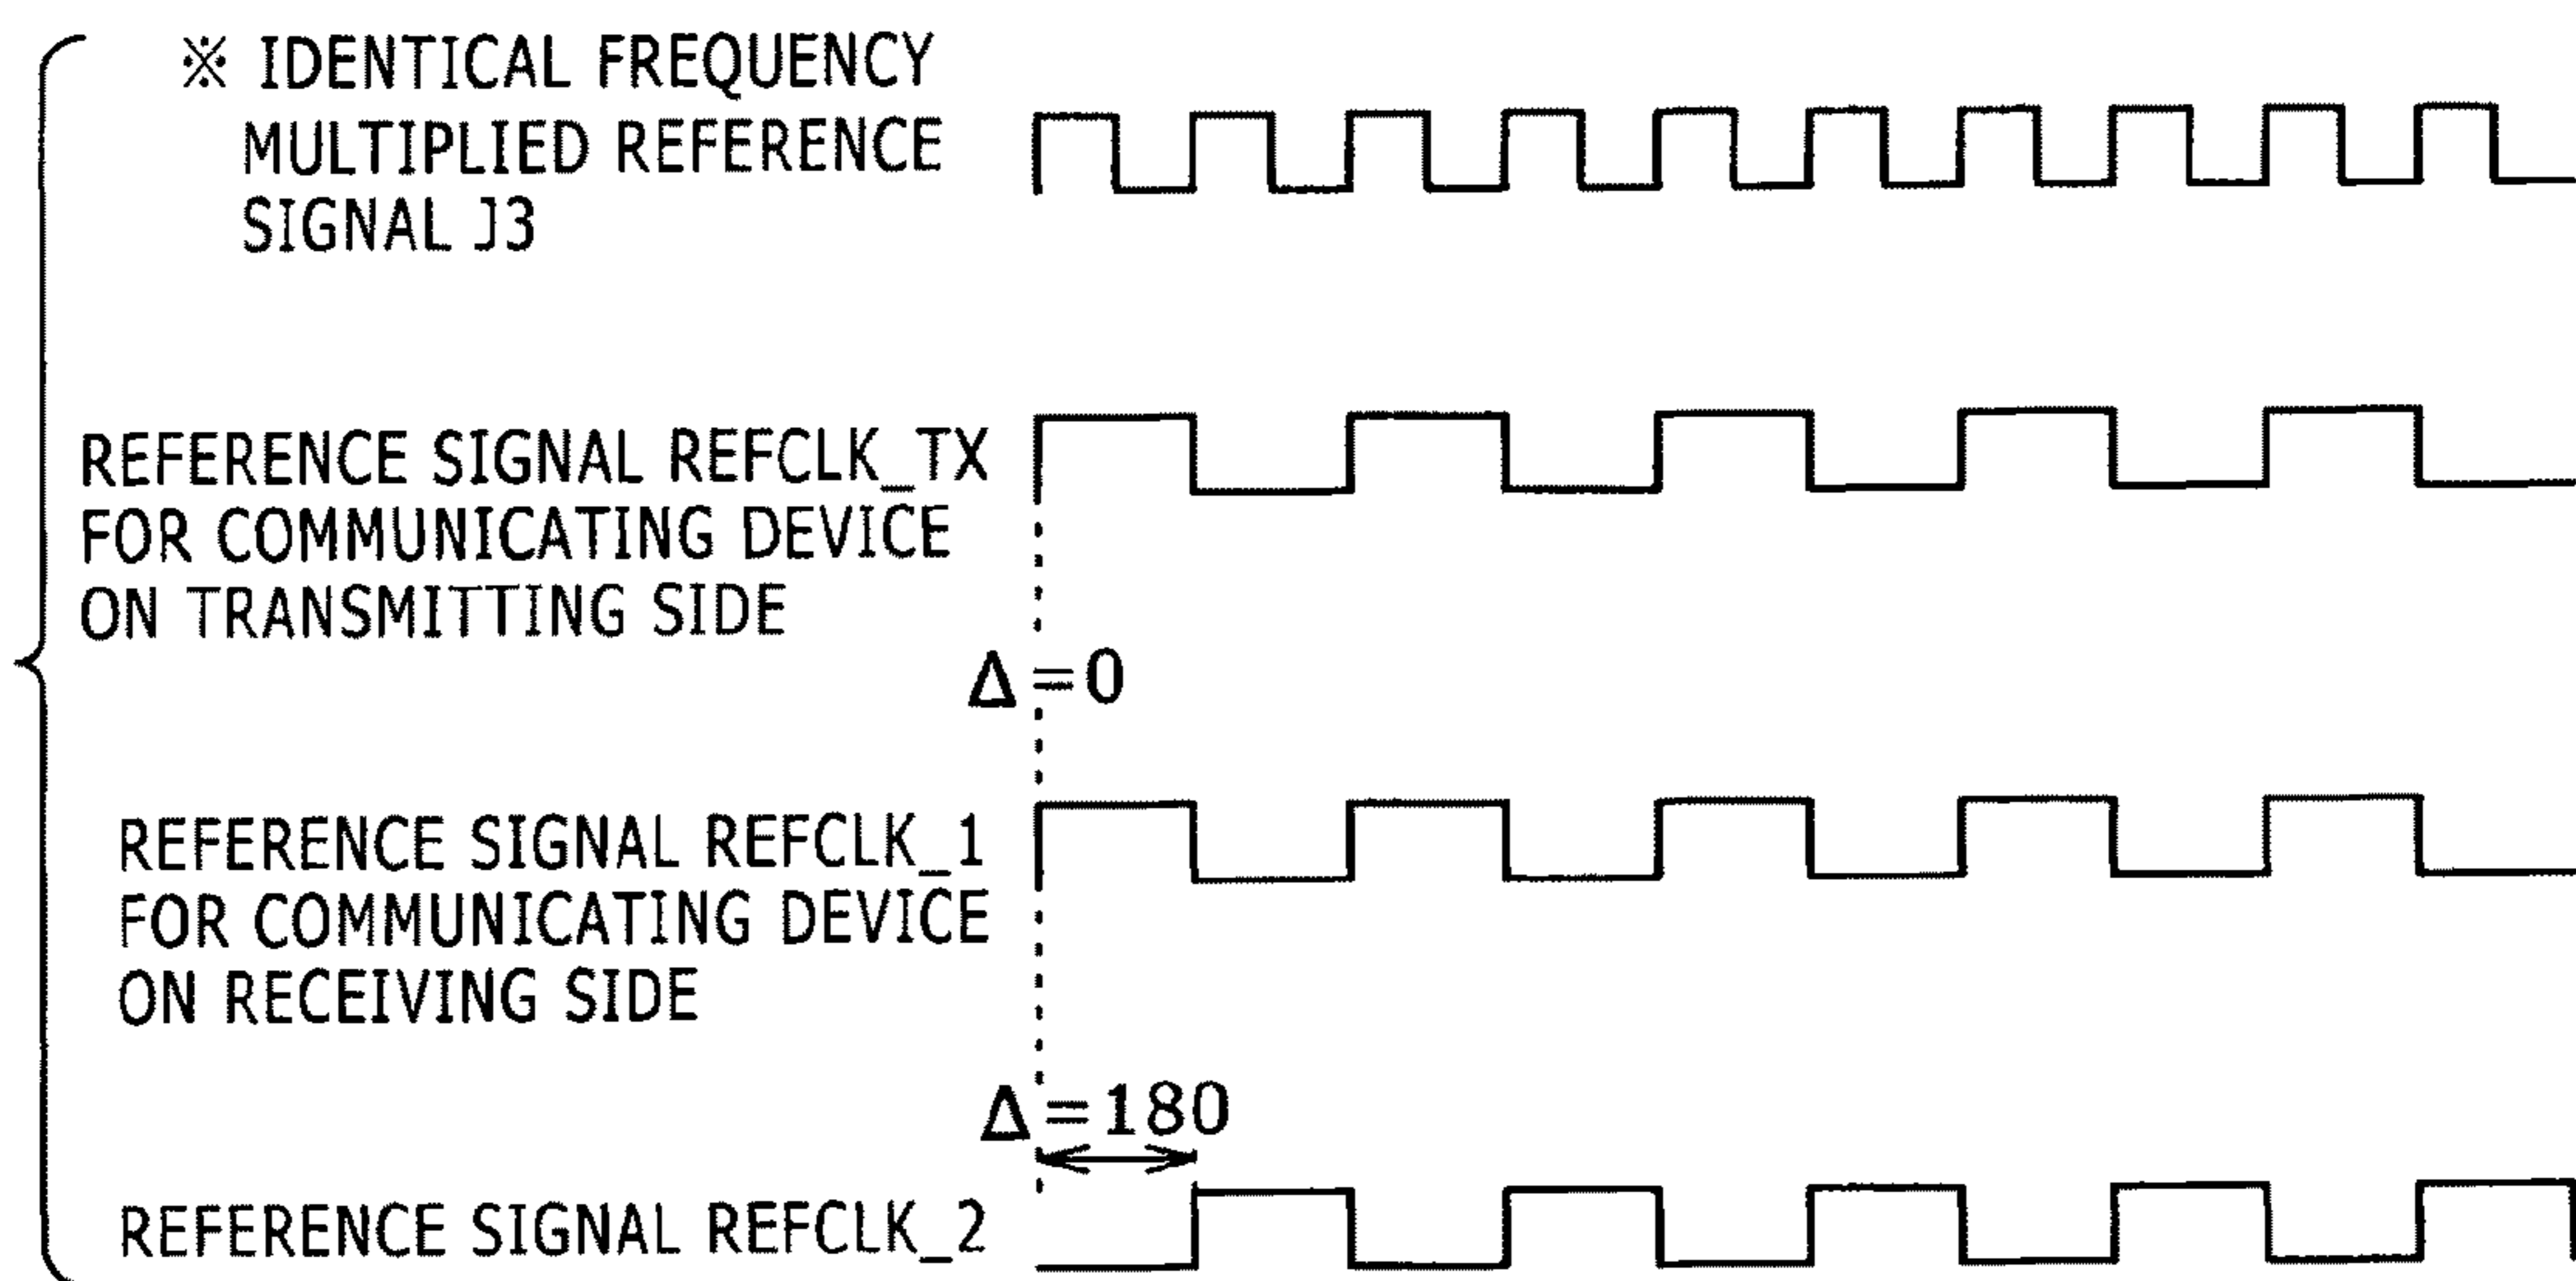 ※ IDENTICAL FREQUENCY
MULTIPLIED REFERENCE
SIGNAL J3
REFERENCE SIGNAL REFCLK_TX
FOR COMMUNICATING DEVICE
ON TRANSMITTING SIDE
Δ=0
REFERENCE SIGNAL REFCLK_1
FOR COMMUNICATING DEVICE
ON RECEIVING SIDE
Δ=180
REFERENCE SIGNAL REFCLK_2